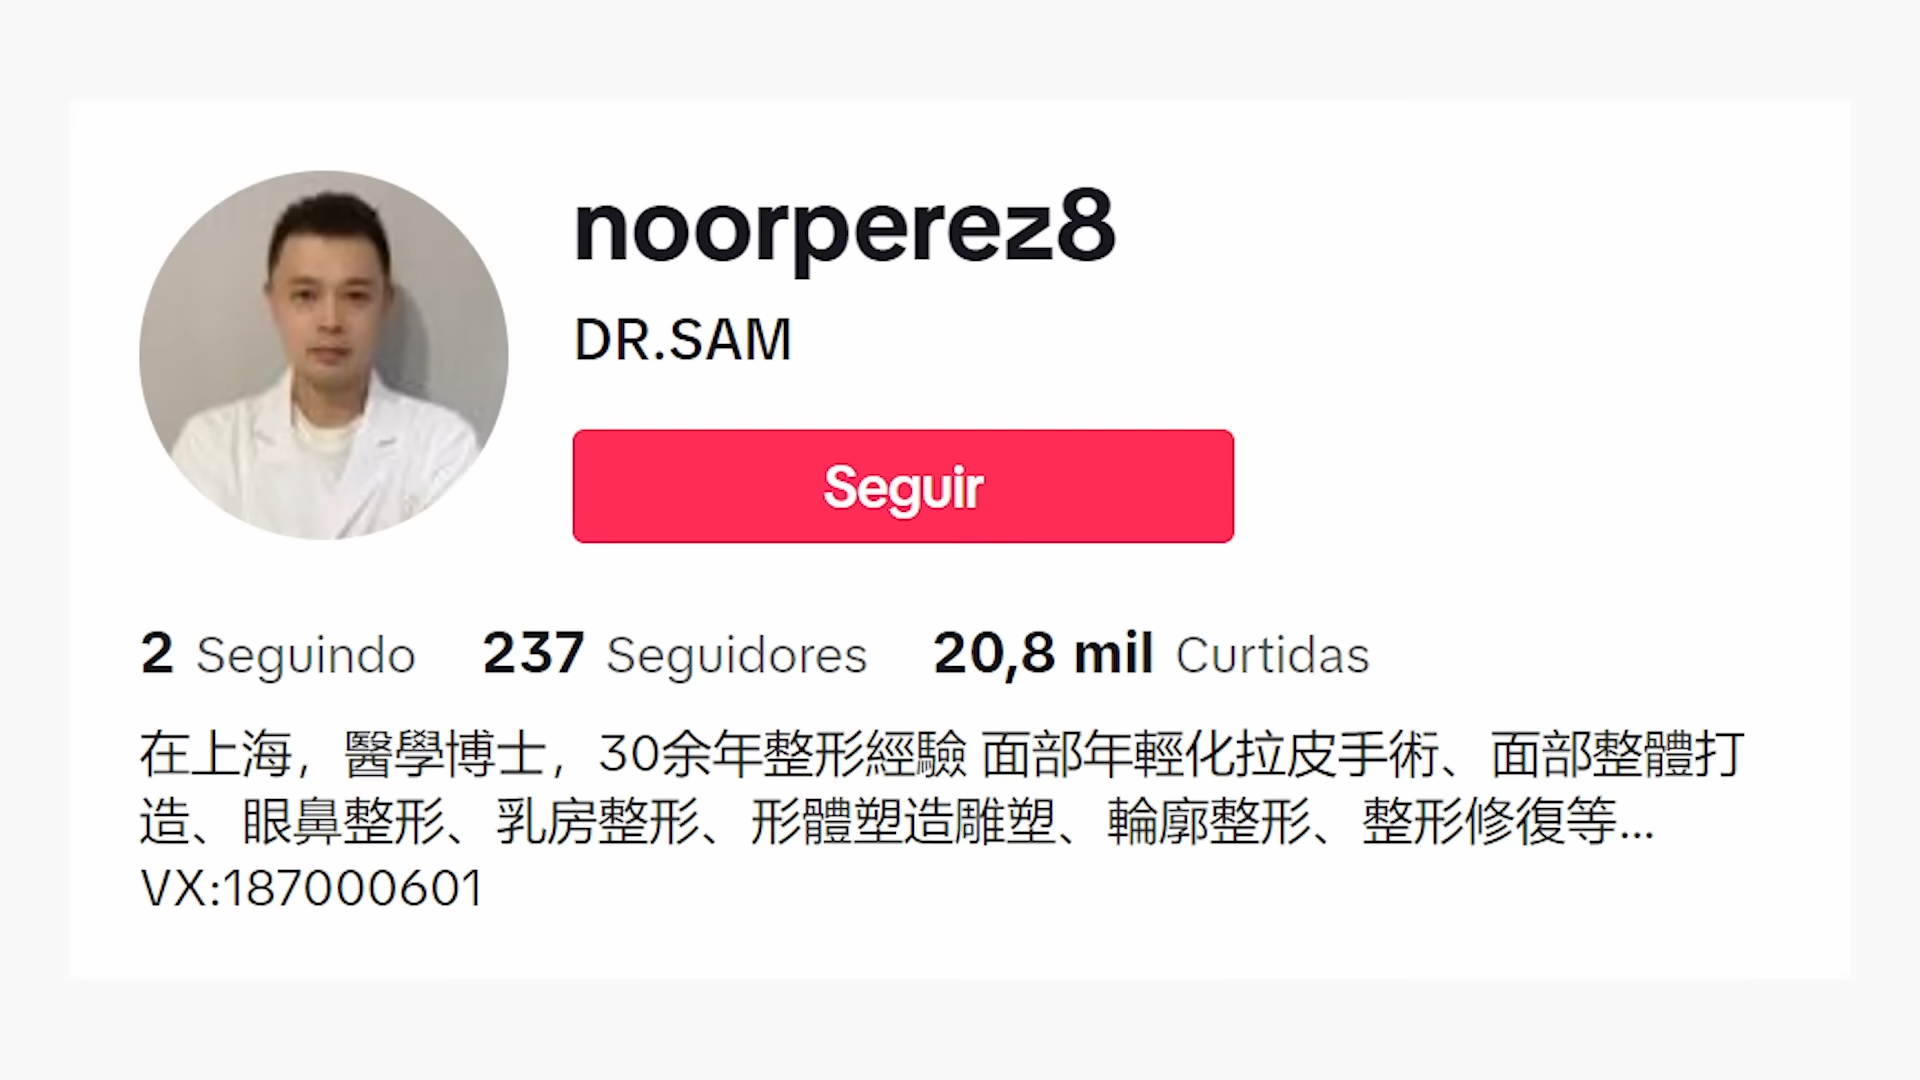 noorperez8
DR.SAM
Seguir
2 Seguindo 237 Seguidores 20,8 mil Curtidas
在上海，醫學博士，30余年整形經驗 面部年輕化拉皮手術、面部整體打
造、眼鼻整形、乳房整形、形體塑造雕塑、輪廓整形、整形修復等...
VX:187000601